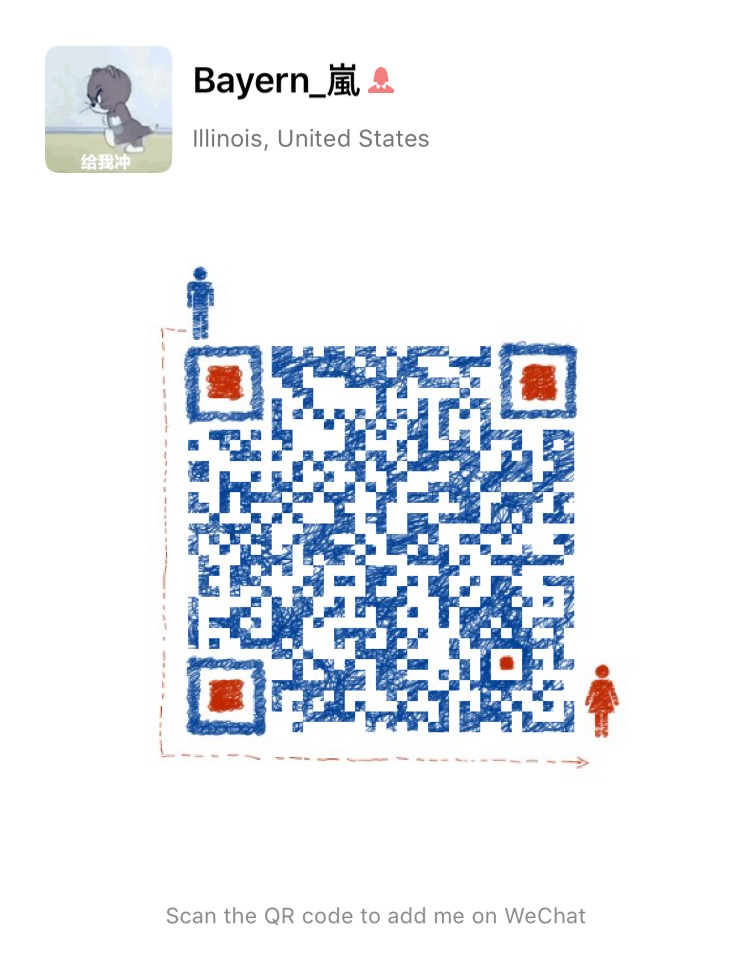 Bayern_嵐
Illinois, United States
给我冲
Scan the QR code to add me on WeChat